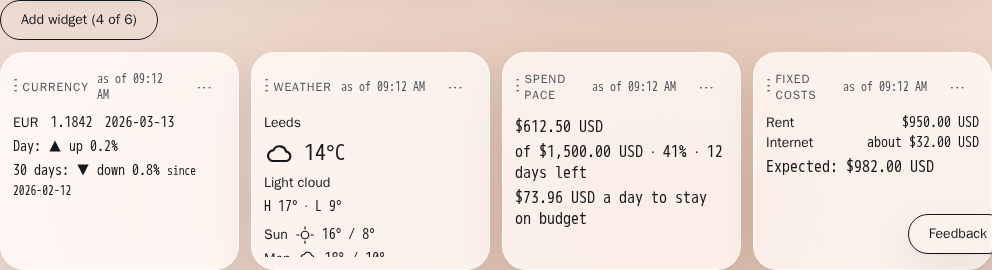 Add widget (4 of 6)
CURRENCY as of 09:12 AM ...
EUR 1.1842 2026-03-13
Day: ▲ up 0.2%
30 days: ▼ down 0.8% since
2026-02-12
WEATHER as of 09:12 AM ...
Leeds
14°C
Light cloud
H 17° · L 9°
Sun 16° / 8°
Mon 18° / 10°
SPEND PACE as of 09:12 AM ...
$612.50 USD
of $1,500.00 USD · 41% · 12
days left
$73.96 USD a day to stay
on budget
FIXED COSTS as of 09:12 AM ...
Rent $950.00 USD
Internet about $32.00 USD
Expected: $982.00 USD
Feedback